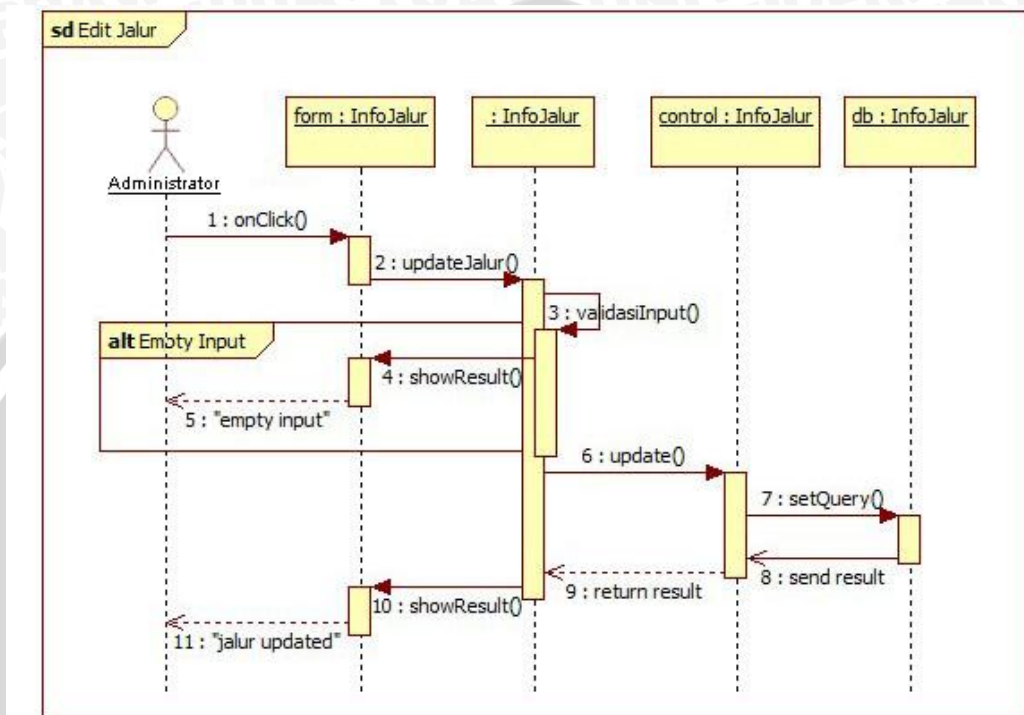 sd Edit Jalur
form : InfoJalur
: InfoJalur
control : InfoJalur
db : InfoJalur
Administrator
1 : onClick()
2 : updateJalur()
3 : validasiInput()
alt Empty Input
4 : showResult()
5 : "empty input"
6 : update()
7 : setQuery()
8 : send result
9 : return result
10 : showResult()
11 : "jalur updated"